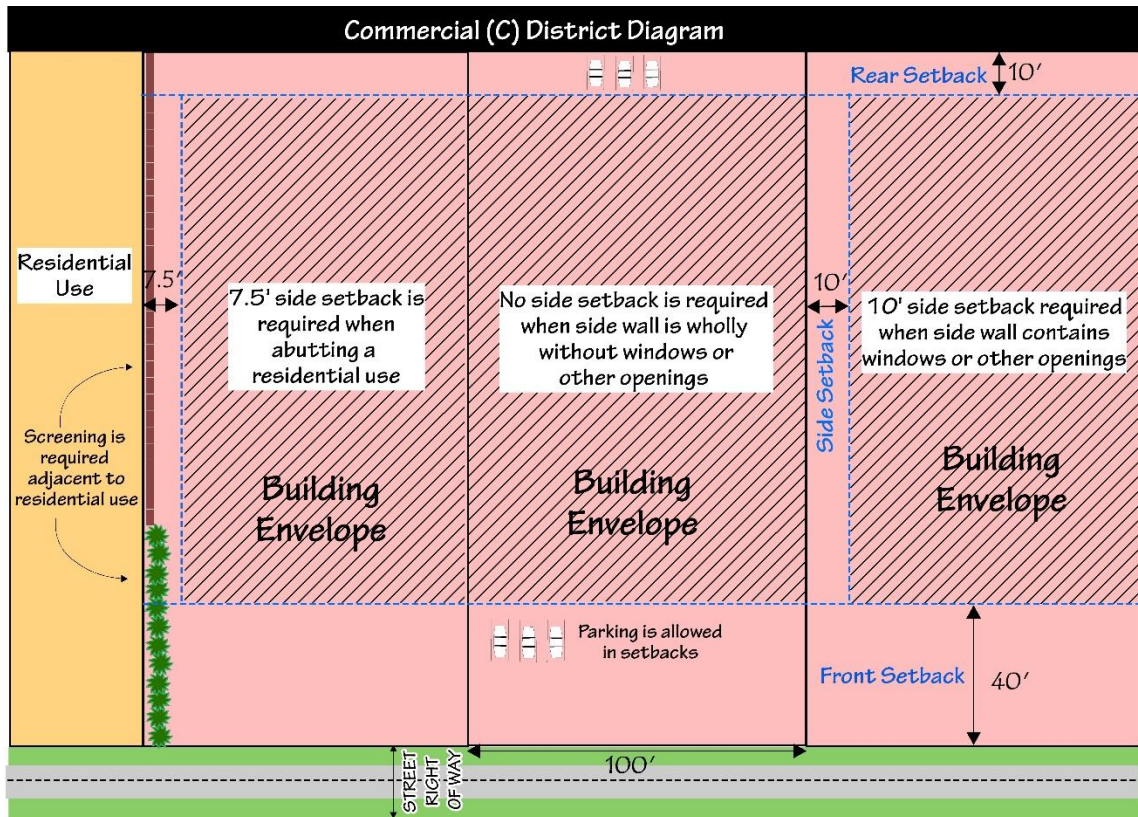 Commercial (C) District Diagram
Rear Setback
10'
Residential
Use
7.5'
7.5' side setback is
required when
abutting a
residential use
No side setback is required
when side wall is wholly
without windows or
other openings
10'
Side Setback
10' side setback required
when side wall contains
windows or other openings
Screening is
required
adjacent to
residential use
Building
Envelope
Building
Envelope
Building
Envelope
Parking is allowed
in setbacks
Front Setback
40'
100'
STREET
RIGHT
OF WAY